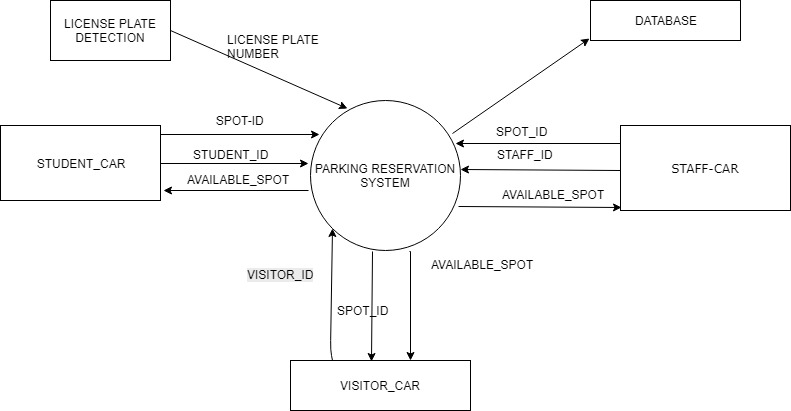 LICENSE PLATE
DETECTION
DATABASE
LICENSE PLATE
NUMBER
SPOT-ID
SPOT_ID
STUDENT_CAR
STUDENT_ID
PARKING RESERVATION
SYSTEM
STAFF_ID
STAFF-CAR
AVAILABLE_SPOT
AVAILABLE_SPOT
VISITOR_ID
AVAILABLE_SPOT
SPOT_ID
VISITOR_CAR